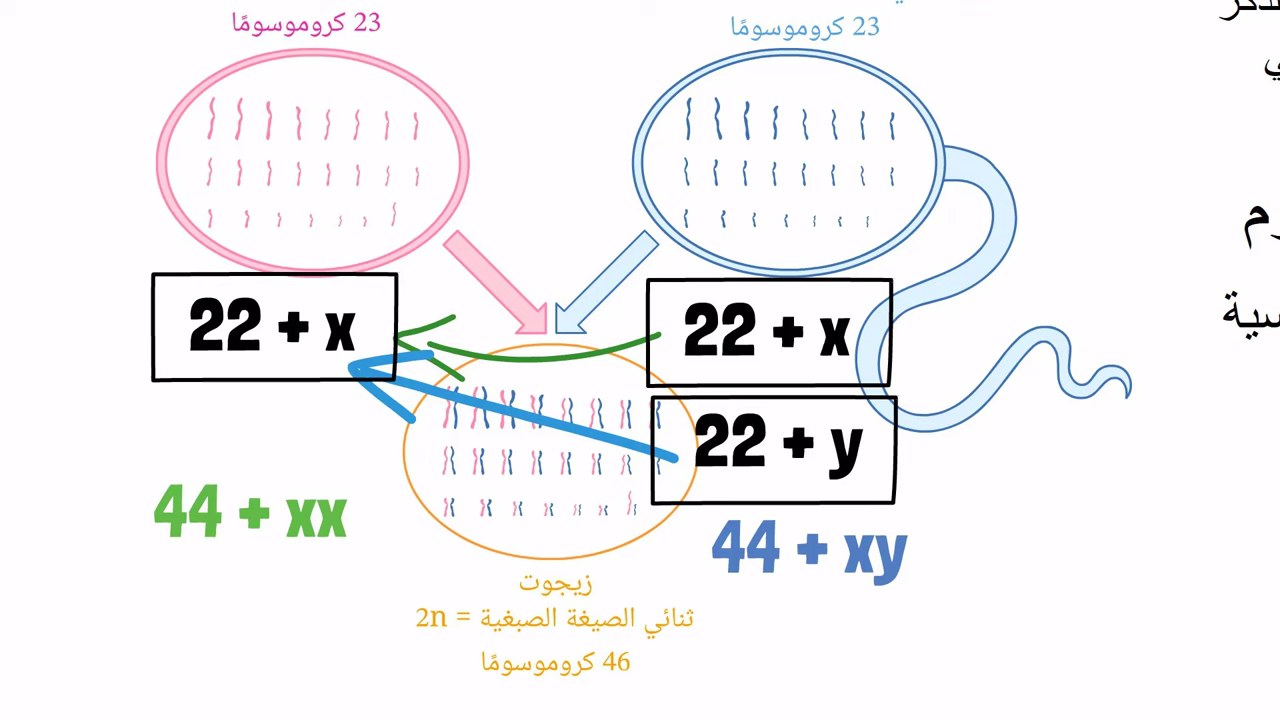 23 كروموسومًا
23 كروموسومًا
22 + x
22 + x
22 + y
44 + xx
44 + xy
زيجوت
ثنائي الصيغة الصبغية = 2n
46 كروموسومًا